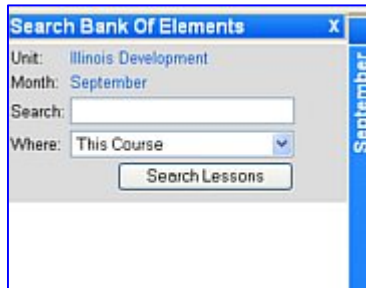 Search Bank Of Elements X
Unit: Illinois Development
Month: September
Search:
Where: This Course
Search Lessons
September